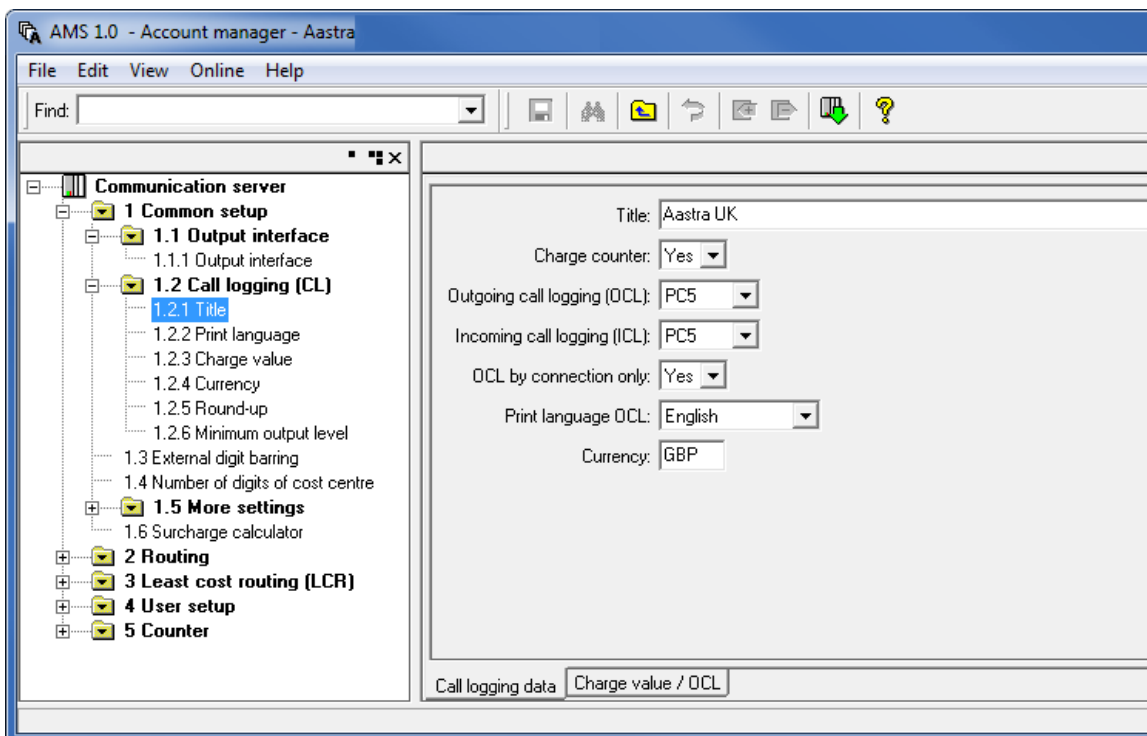 AMS 1.0 - Account manager - Aastra
File Edit View Online Help
Find:
Communication server
1 Common setup
1.1 Output interface
1.1.1 Output interface
1.2 Call logging (CL)
1.2.1 Title
1.2.2 Print language
1.2.3 Charge value
1.2.4 Currency
1.2.5 Round-up
1.2.6 Minimum output level
1.3 External digit barring
1.4 Number of digits of cost centre
1.5 More settings
1.6 Surcharge calculator
2 Routing
3 Least cost routing (LCR)
4 User setup
5 Counter
Title: Aastra UK
Charge counter: Yes
Outgoing call logging (OCL): PC5
Incoming call logging (ICL): PC5
OCL by connection only: Yes
Print language OCL: English
Currency: GBP
Call logging data Charge value / OCL